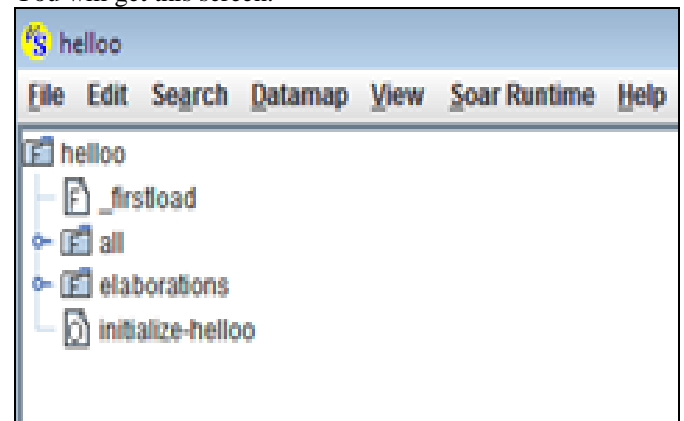 You will get this screen.
helloo
File Edit Search Datamap View Soar Runtime Help
helloo
_firstload
all
elaborations
initialize-helloo